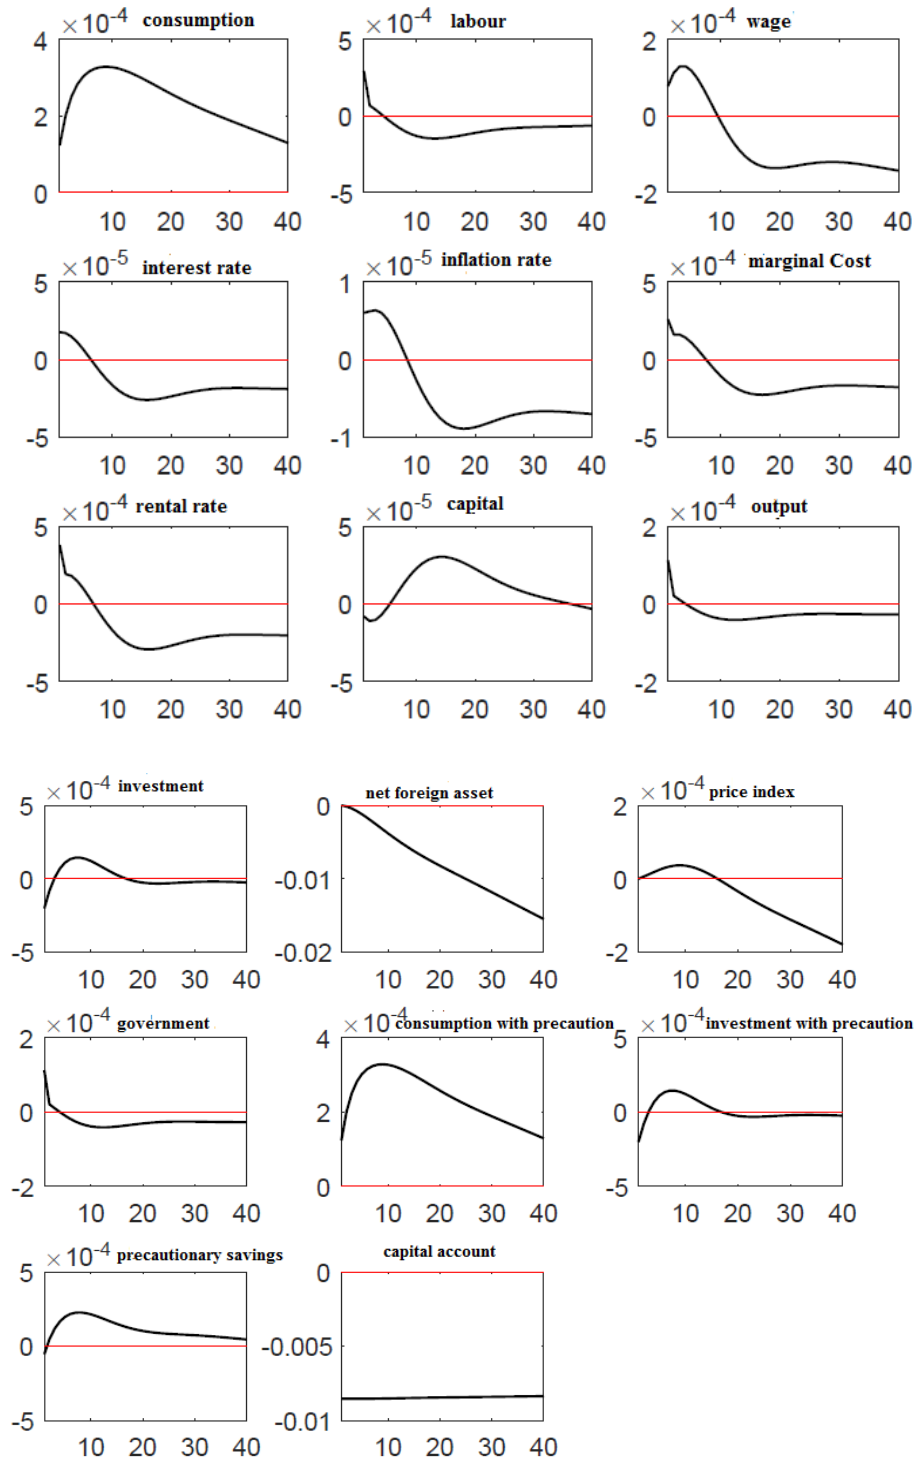 ×10-4 consumption
×10-4 labour
×10-4 wage
4
2
0
10 20 30 40
5
0
-5
10 20 30 40
2
0
-2
10 20 30 40
×10-5 interest rate
×10-5 inflation rate
×10-4 marginal Cost
5
0
-5
10 20 30 40
1
0
-1
10 20 30 40
5
0
-5
10 20 30 40
×10-4 rental rate
×10-5 capital
×10-4 output
5
0
-5
10 20 30 40
5
0
-5
10 20 30 40
2
0
-2
10 20 30 40
×10-4 investment
net foreign asset
×10-4 price index
5
0
-5
10 20 30 40
0
-0.01
-0.02
10 20 30 40
2
0
-2
10 20 30 40
×10-4 government
×10-4 consumption with precaution
×10-4 investment with precaution
2
0
-2
10 20 30 40
4
2
0
10 20 30 40
5
0
-5
10 20 30 40
×10-4 precautionary savings
capital account
5
0
-5
10 20 30 40
0
-0.005
-0.01
10 20 30 40